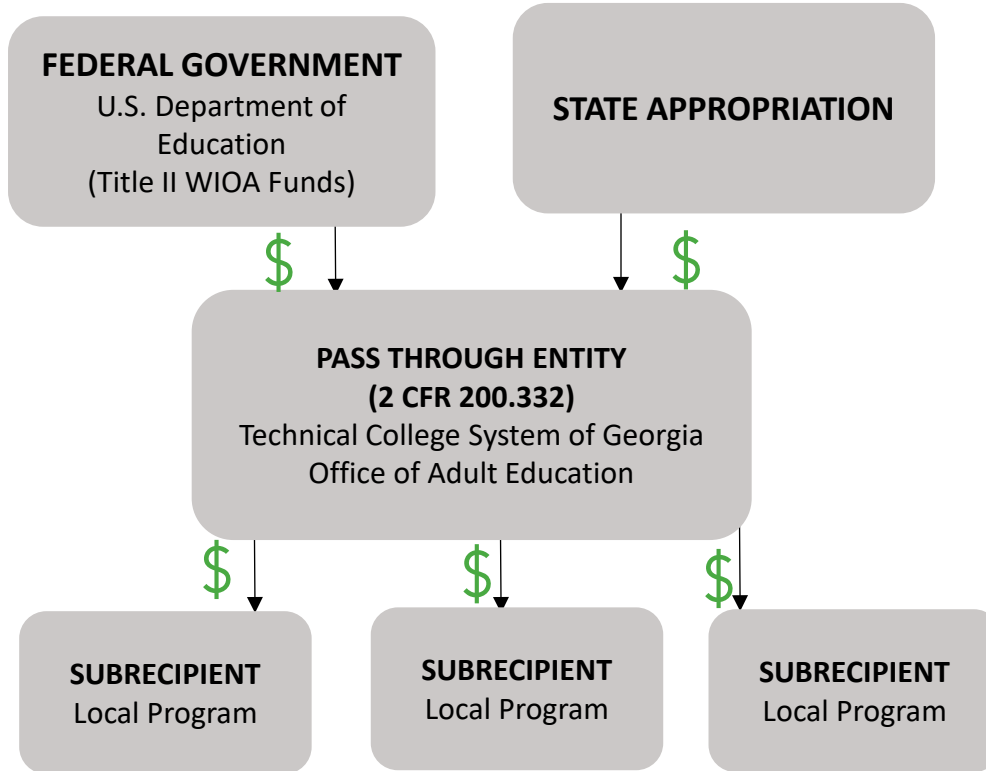 FEDERAL GOVERNMENT
U.S. Department of
Education
(Title II WIOA Funds)
STATE APPROPRIATION
$
$
PASS THROUGH ENTITY
(2 CFR 200.332)
Technical College System of Georgia
Office of Adult Education
$
$
$
SUBRECIPIENT
Local Program
SUBRECIPIENT
Local Program
SUBRECIPIENT
Local Program